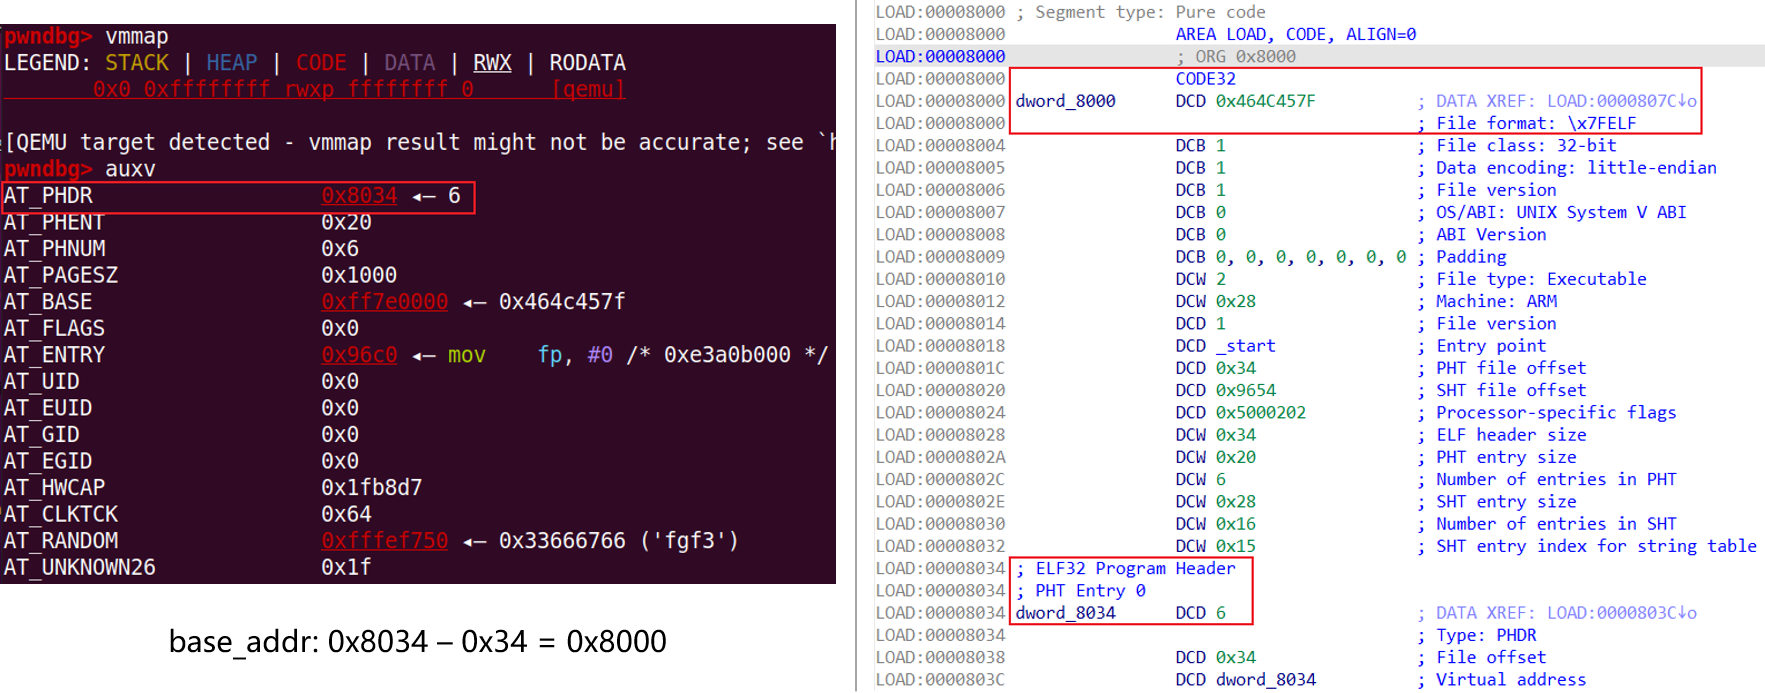 pwndbg> vmmap
LEGEND: STACK | HEAP | CODE | DATA | RWX | RODATA
0x0 0xffffffff rwxp ffffffff 0 [qemu]
[QEMU target detected - vmmap result might not be accurate; see `h
pwndbg> auxv
AT_PHDR 0x8034 ◂— 6
AT_PHENT 0x20
AT_PHNUM 0x6
AT_PAGESZ 0x1000
AT_BASE 0xff7e0000 ◂— 0x464c457f
AT_FLAGS 0x0
AT_ENTRY 0x96c0 ◂— mov fp, #0 /* 0xe3a0b000 */
AT_UID 0x0
AT_EUID 0x0
AT_GID 0x0
AT_EGID 0x0
AT_HWCAP 0x1fb8d7
AT_CLKTCK 0x64
AT_RANDOM 0xfffef750 ◂— 0x33666766 ('fgf3')
AT_UNKNOWN26 0x1f
base_addr: 0x8034 – 0x34 = 0x8000
LOAD:00008000 ; Segment type: Pure code
LOAD:00008000 AREA LOAD, CODE, ALIGN=0
LOAD:00008000 ; ORG 0x8000
LOAD:00008000 CODE32
LOAD:00008000 dword_8000 DCD 0x464C457F ; DATA XREF: LOAD:0000807C↓o
LOAD:00008000 ; File format: \x7FELF
LOAD:00008004 DCB 1 ; File class: 32-bit
LOAD:00008005 DCB 1 ; Data encoding: little-endian
LOAD:00008006 DCB 1 ; File version
LOAD:00008007 DCB 0 ; OS/ABI: UNIX System V ABI
LOAD:00008008 DCB 0 ; ABI Version
LOAD:00008009 DCB 0, 0, 0, 0, 0, 0, 0 ; Padding
LOAD:00008010 DCW 2 ; File type: Executable
LOAD:00008012 DCW 0x28 ; Machine: ARM
LOAD:00008014 DCD 1 ; File version
LOAD:00008018 DCD _start ; Entry point
LOAD:0000801C DCD 0x34 ; PHT file offset
LOAD:00008020 DCD 0x9654 ; SHT file offset
LOAD:00008024 DCD 0x5000202 ; Processor-specific flags
LOAD:00008028 DCW 0x34 ; ELF header size
LOAD:0000802A DCW 0x20 ; PHT entry size
LOAD:0000802C DCW 6 ; Number of entries in PHT
LOAD:0000802E DCW 0x28 ; SHT entry size
LOAD:00008030 DCW 0x16 ; Number of entries in SHT
LOAD:00008032 DCW 0x15 ; SHT entry index for string table
LOAD:00008034 ; ELF32 Program Header
LOAD:00008034 ; PHT Entry 0
LOAD:00008034 dword_8034 DCD 6 ; DATA XREF: LOAD:0000803C↓o
LOAD:00008034 ; Type: PHDR
LOAD:00008038 DCD 0x34 ; File offset
LOAD:0000803C DCD dword_8034 ; Virtual address